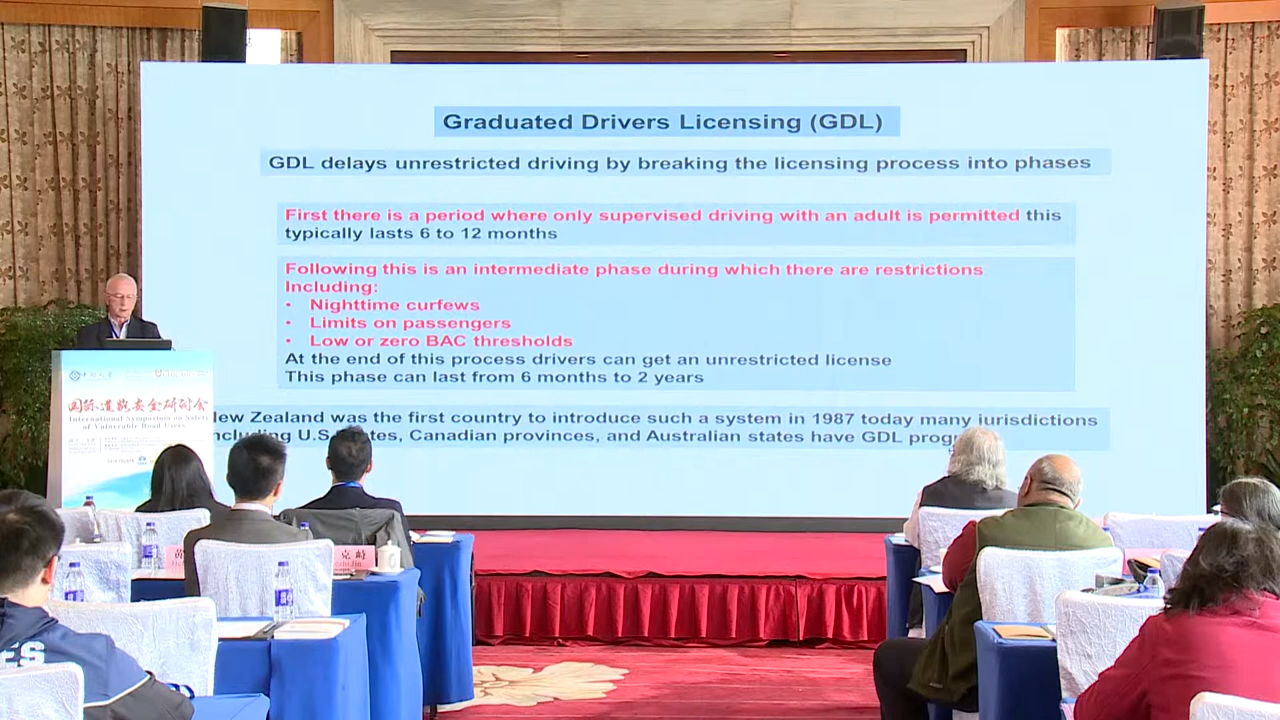 Graduated Drivers Licensing (GDL)
GDL delays unrestricted driving by breaking the licensing process into phases
First there is a period where only supervised driving with an adult is permitted this
typically lasts 6 to 12 months
Following this is an intermediate phase during which there are restrictions
Including:
• Nighttime curfews
• Limits on passengers
• Low or zero BAC thresholds
At the end of this process drivers can get an unrestricted license
This phase can last from 6 months to 2 years
New Zealand was the first country to introduce such a system in 1987 today many jurisdictions
including U.S. states, Canadian provinces, and Australian states have GDL
国际道路安全研讨会
International Symposium on Safety
of Vulnerable Road Users
ES